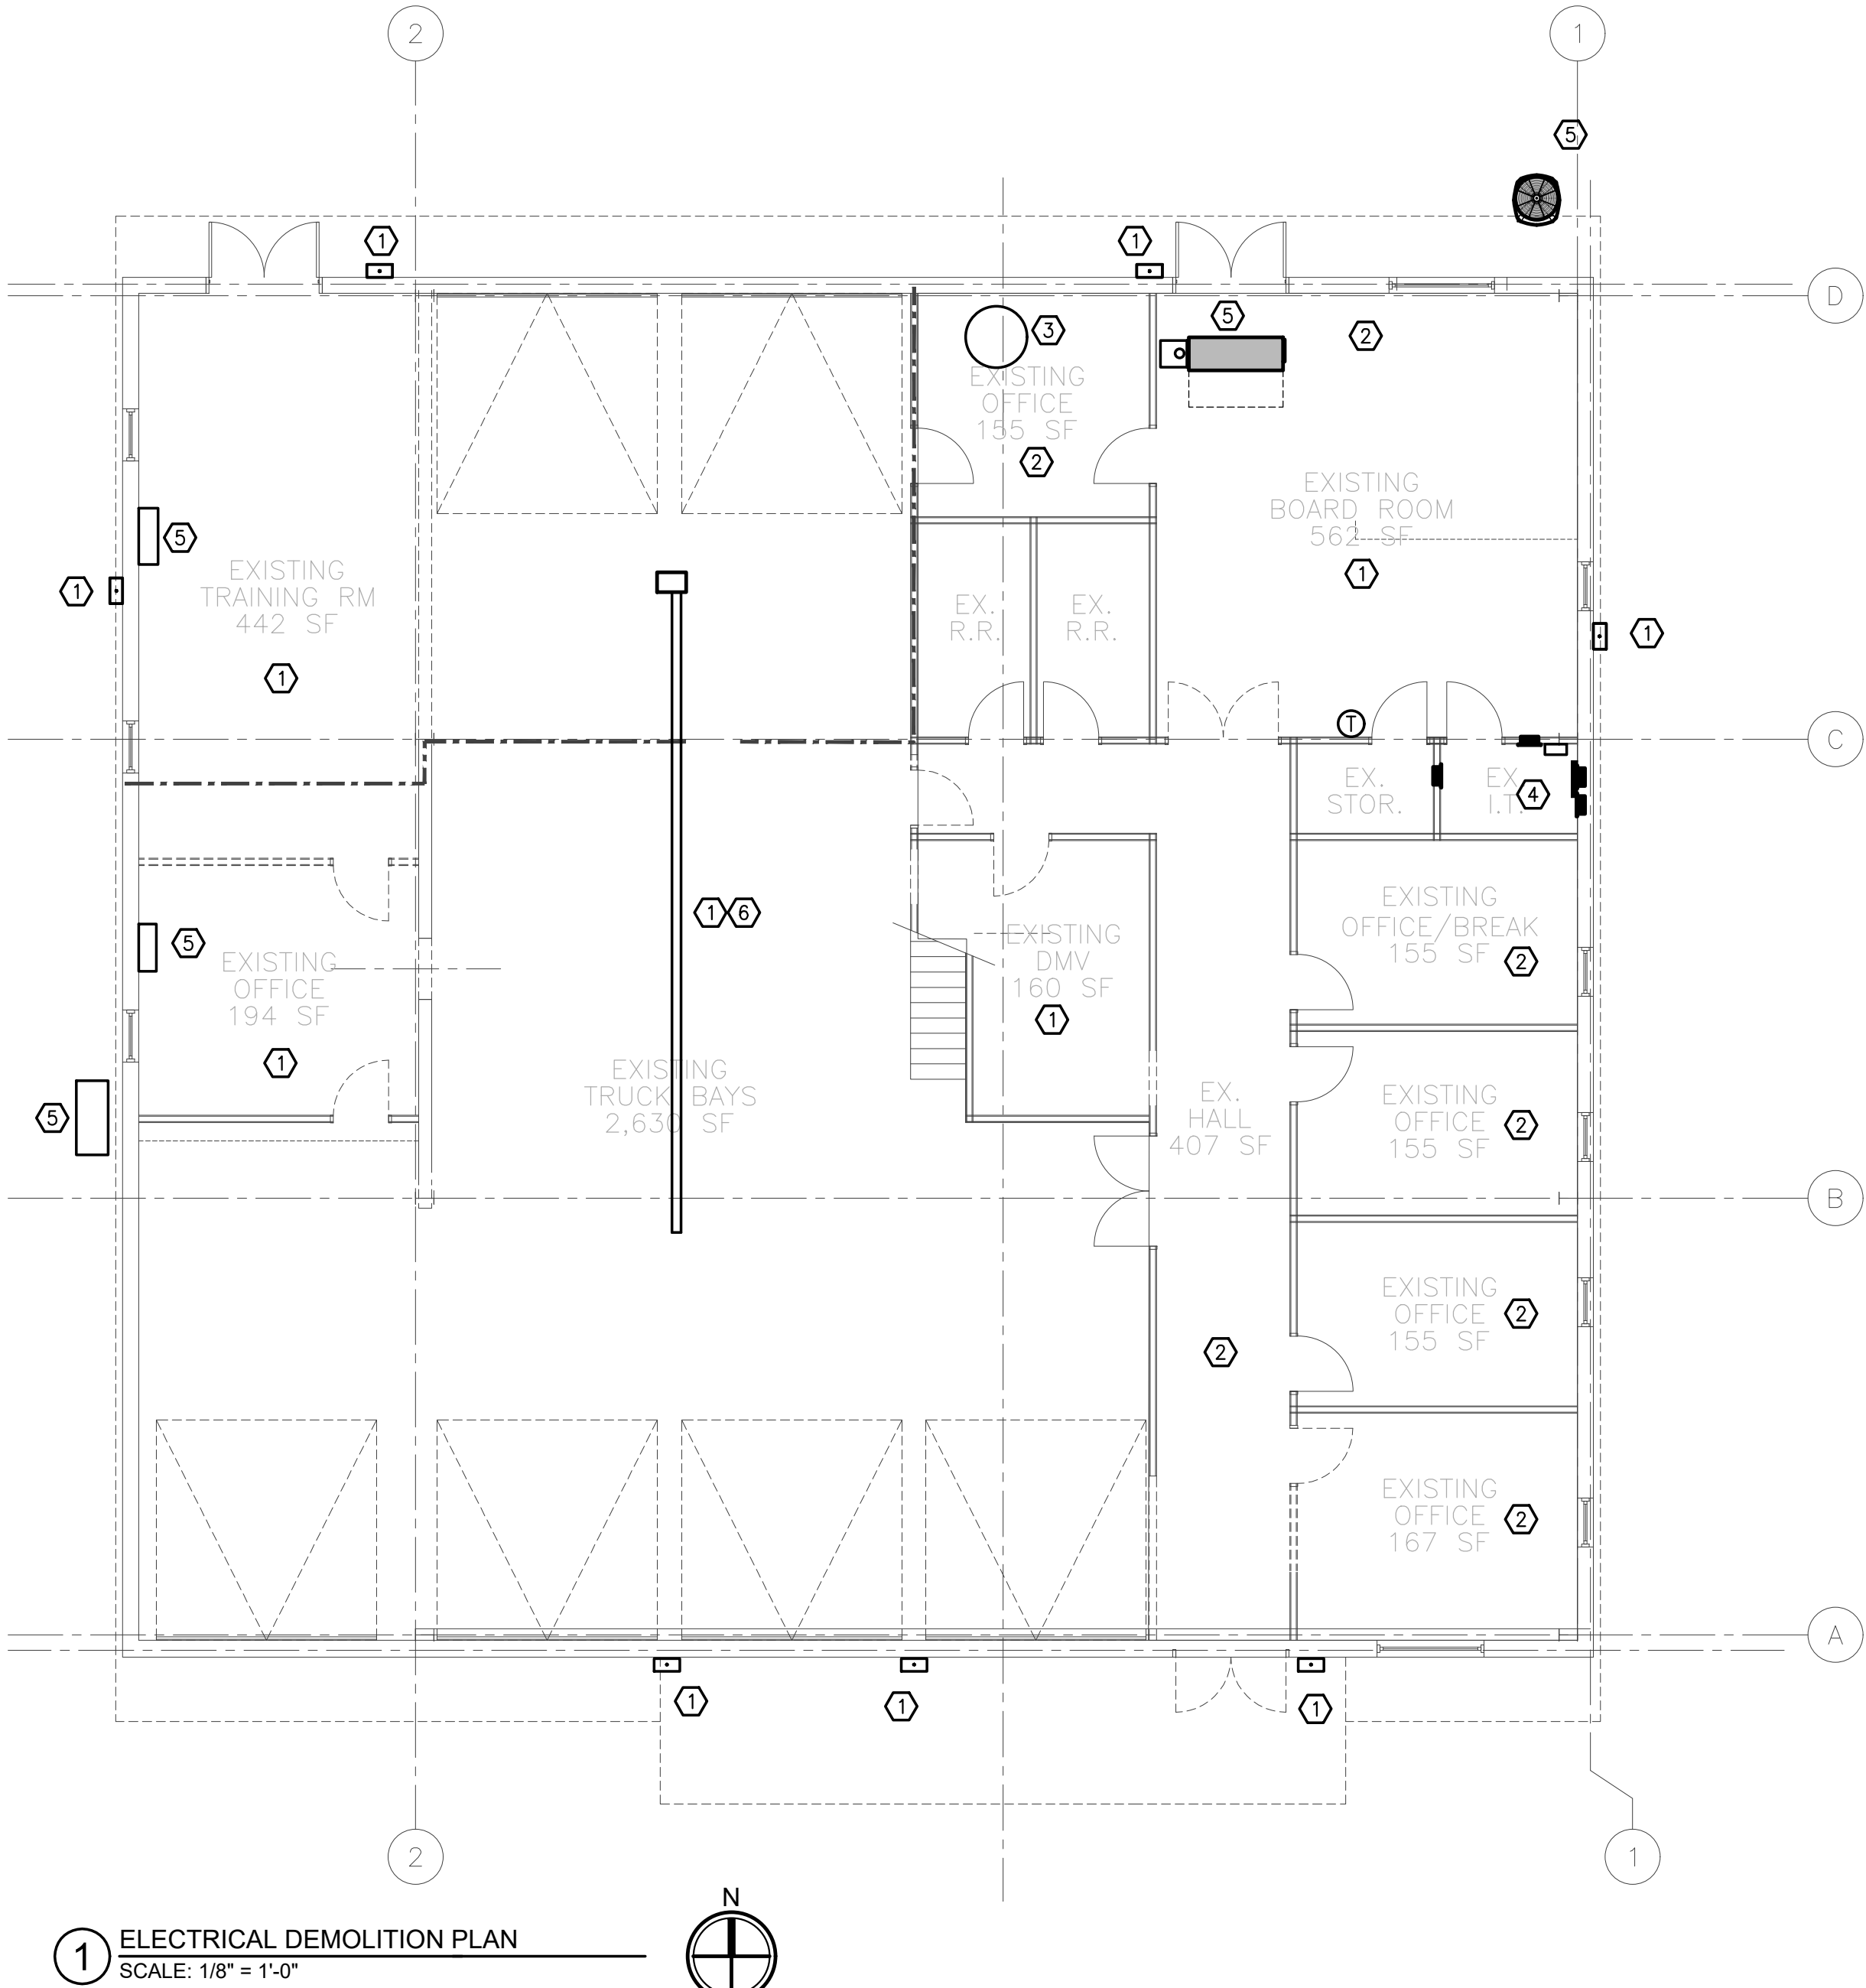 2
1
5
1
1
D
5
2
3
EXISTING
OFFICE
155 SF
2
EXISTING
BOARD ROOM
562 SF
1
5
EXISTING
TRAINING RM
442 SF
1
1
EX.
R.R.
EX.
R.R.
1
1
T
C
EX.
STOR.
EX.
I.T.
4
EXISTING
OFFICE/BREAK
155 SF
2
1
6
5
EXISTING
OFFICE
194 SF
1
EXISTING
DMV
160 SF
1
EXISTING
TRUCK BAYS
2,630 SF
5
EX.
HALL
407 SF
EXISTING
OFFICE
155 SF
2
B
EXISTING
OFFICE
155 SF
2
2
EXISTING
OFFICE
167 SF
2
A
1
1
1
2
1
N
1
ELECTRICAL DEMOLITION PLAN
SCALE: 1/8" = 1'-0"